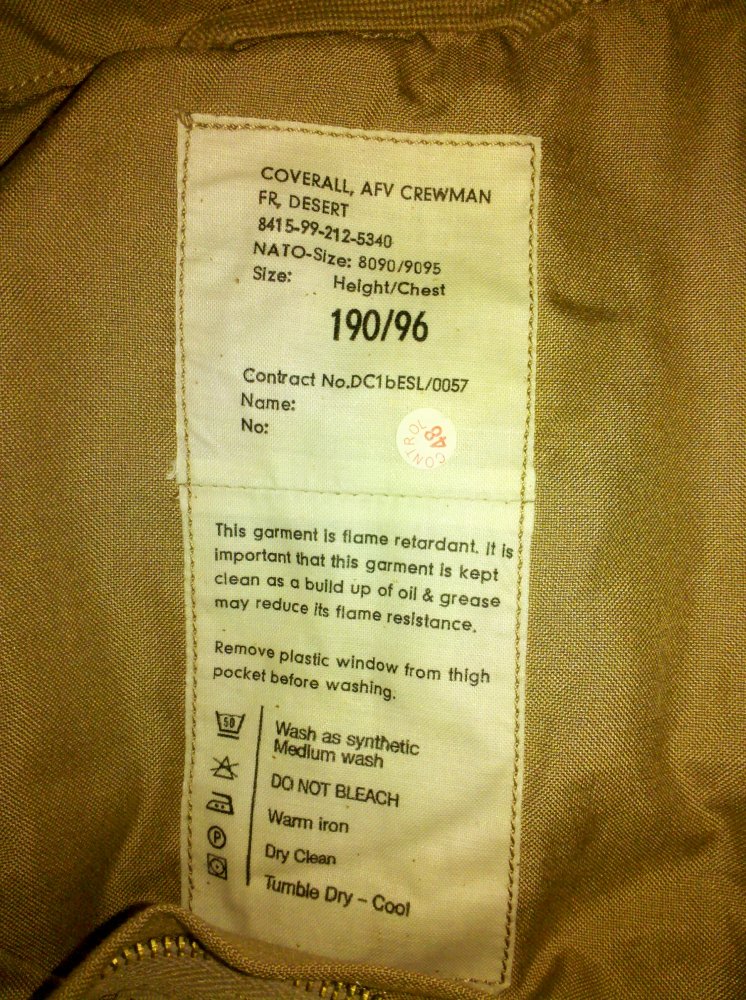 COVERALL, AFV CREWMAN
FR, DESERT
8415-99-212-5340
NATO-Size: 8090/9095
Size: Height/Chest
190/96
Contract No.DC1bESL/0057
Name:
No:
CONTROL
48
This garment is flame retardant. It is
important that this garment is kept
clean as a build up of oil & grease
may reduce its flame resistance.
Remove plastic window from thigh
pocket before washing.
50
Wash as synthetic
Medium wash
DO NOT BLEACH
Warm iron
P
Dry Clean
Tumble Dry - Cool